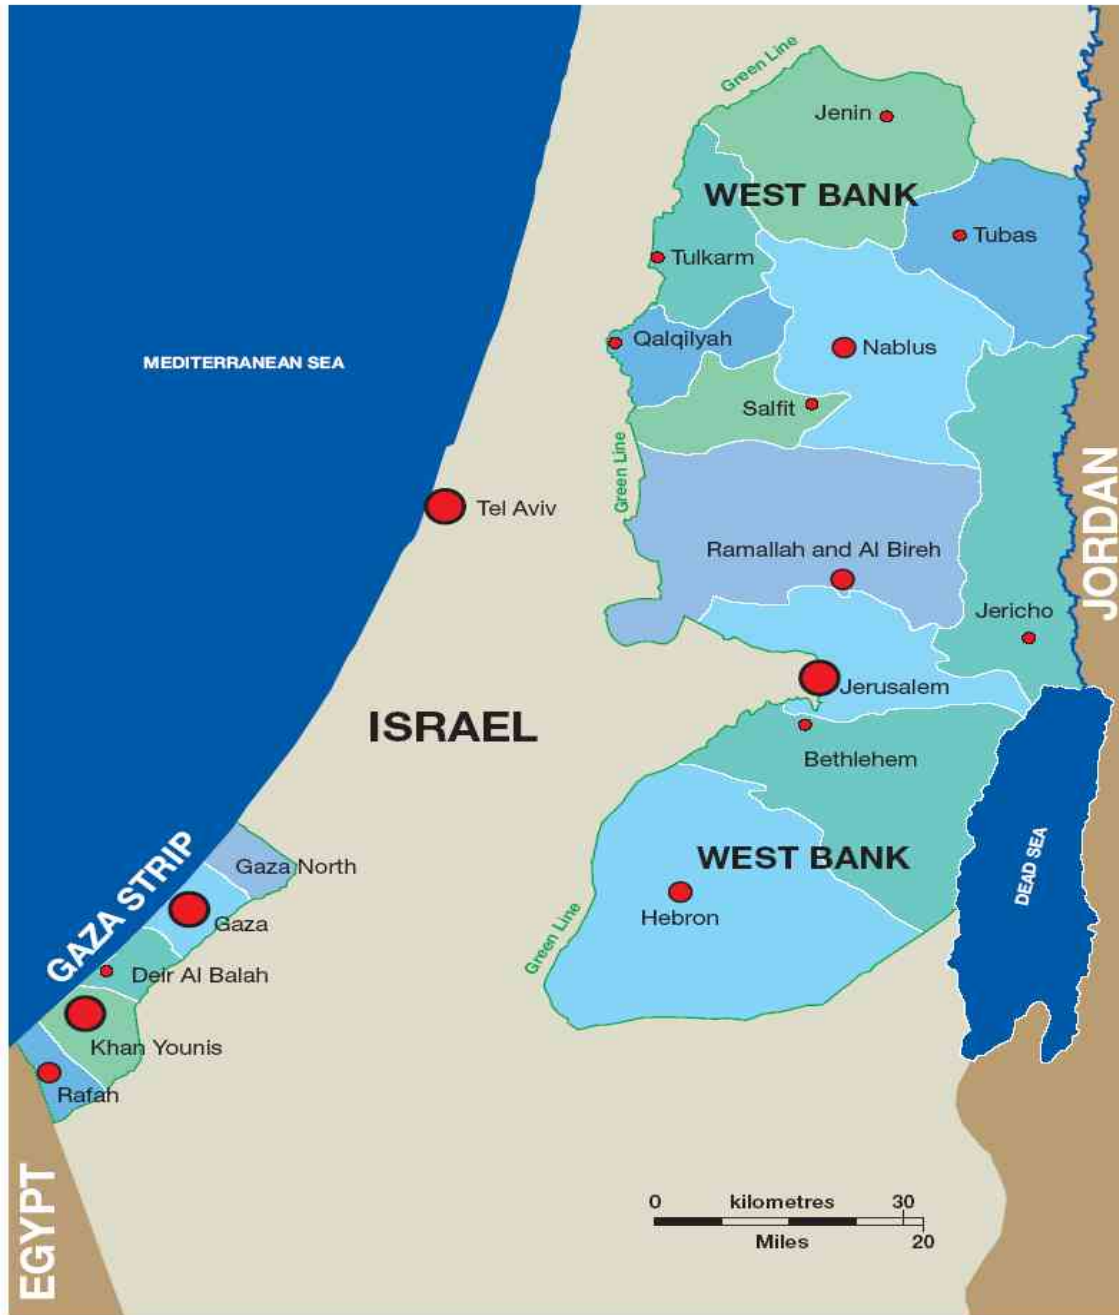 Green Line
Jenin
WEST BANK
Tubas
Tulkarm
Qalqilyah
Nablus
MEDITERRANEAN SEA
Salfit
Green Line
Tel Aviv
JORDAN
Ramallah and Al Bireh
Jericho
Jerusalem
ISRAEL
Bethlehem
WEST BANK
DEAD SEA
Hebron
Green Line
GAZA STRIP
Gaza North
Gaza
Deir Al Balah
Khan Younis
Rafah
EGYPT
0 kilometres 30
Miles 20